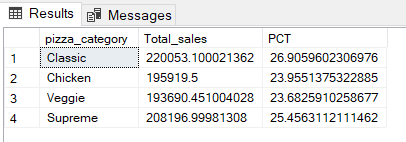 Results Messages
pizza_category Total_sales PCT
1 Classic 220053.100021362 26.9059602306976
2 Chicken 195919.5 23.9551375322885
3 Veggie 193690.451004028 23.6825910258677
4 Supreme 208196.99981308 25.4563112111462